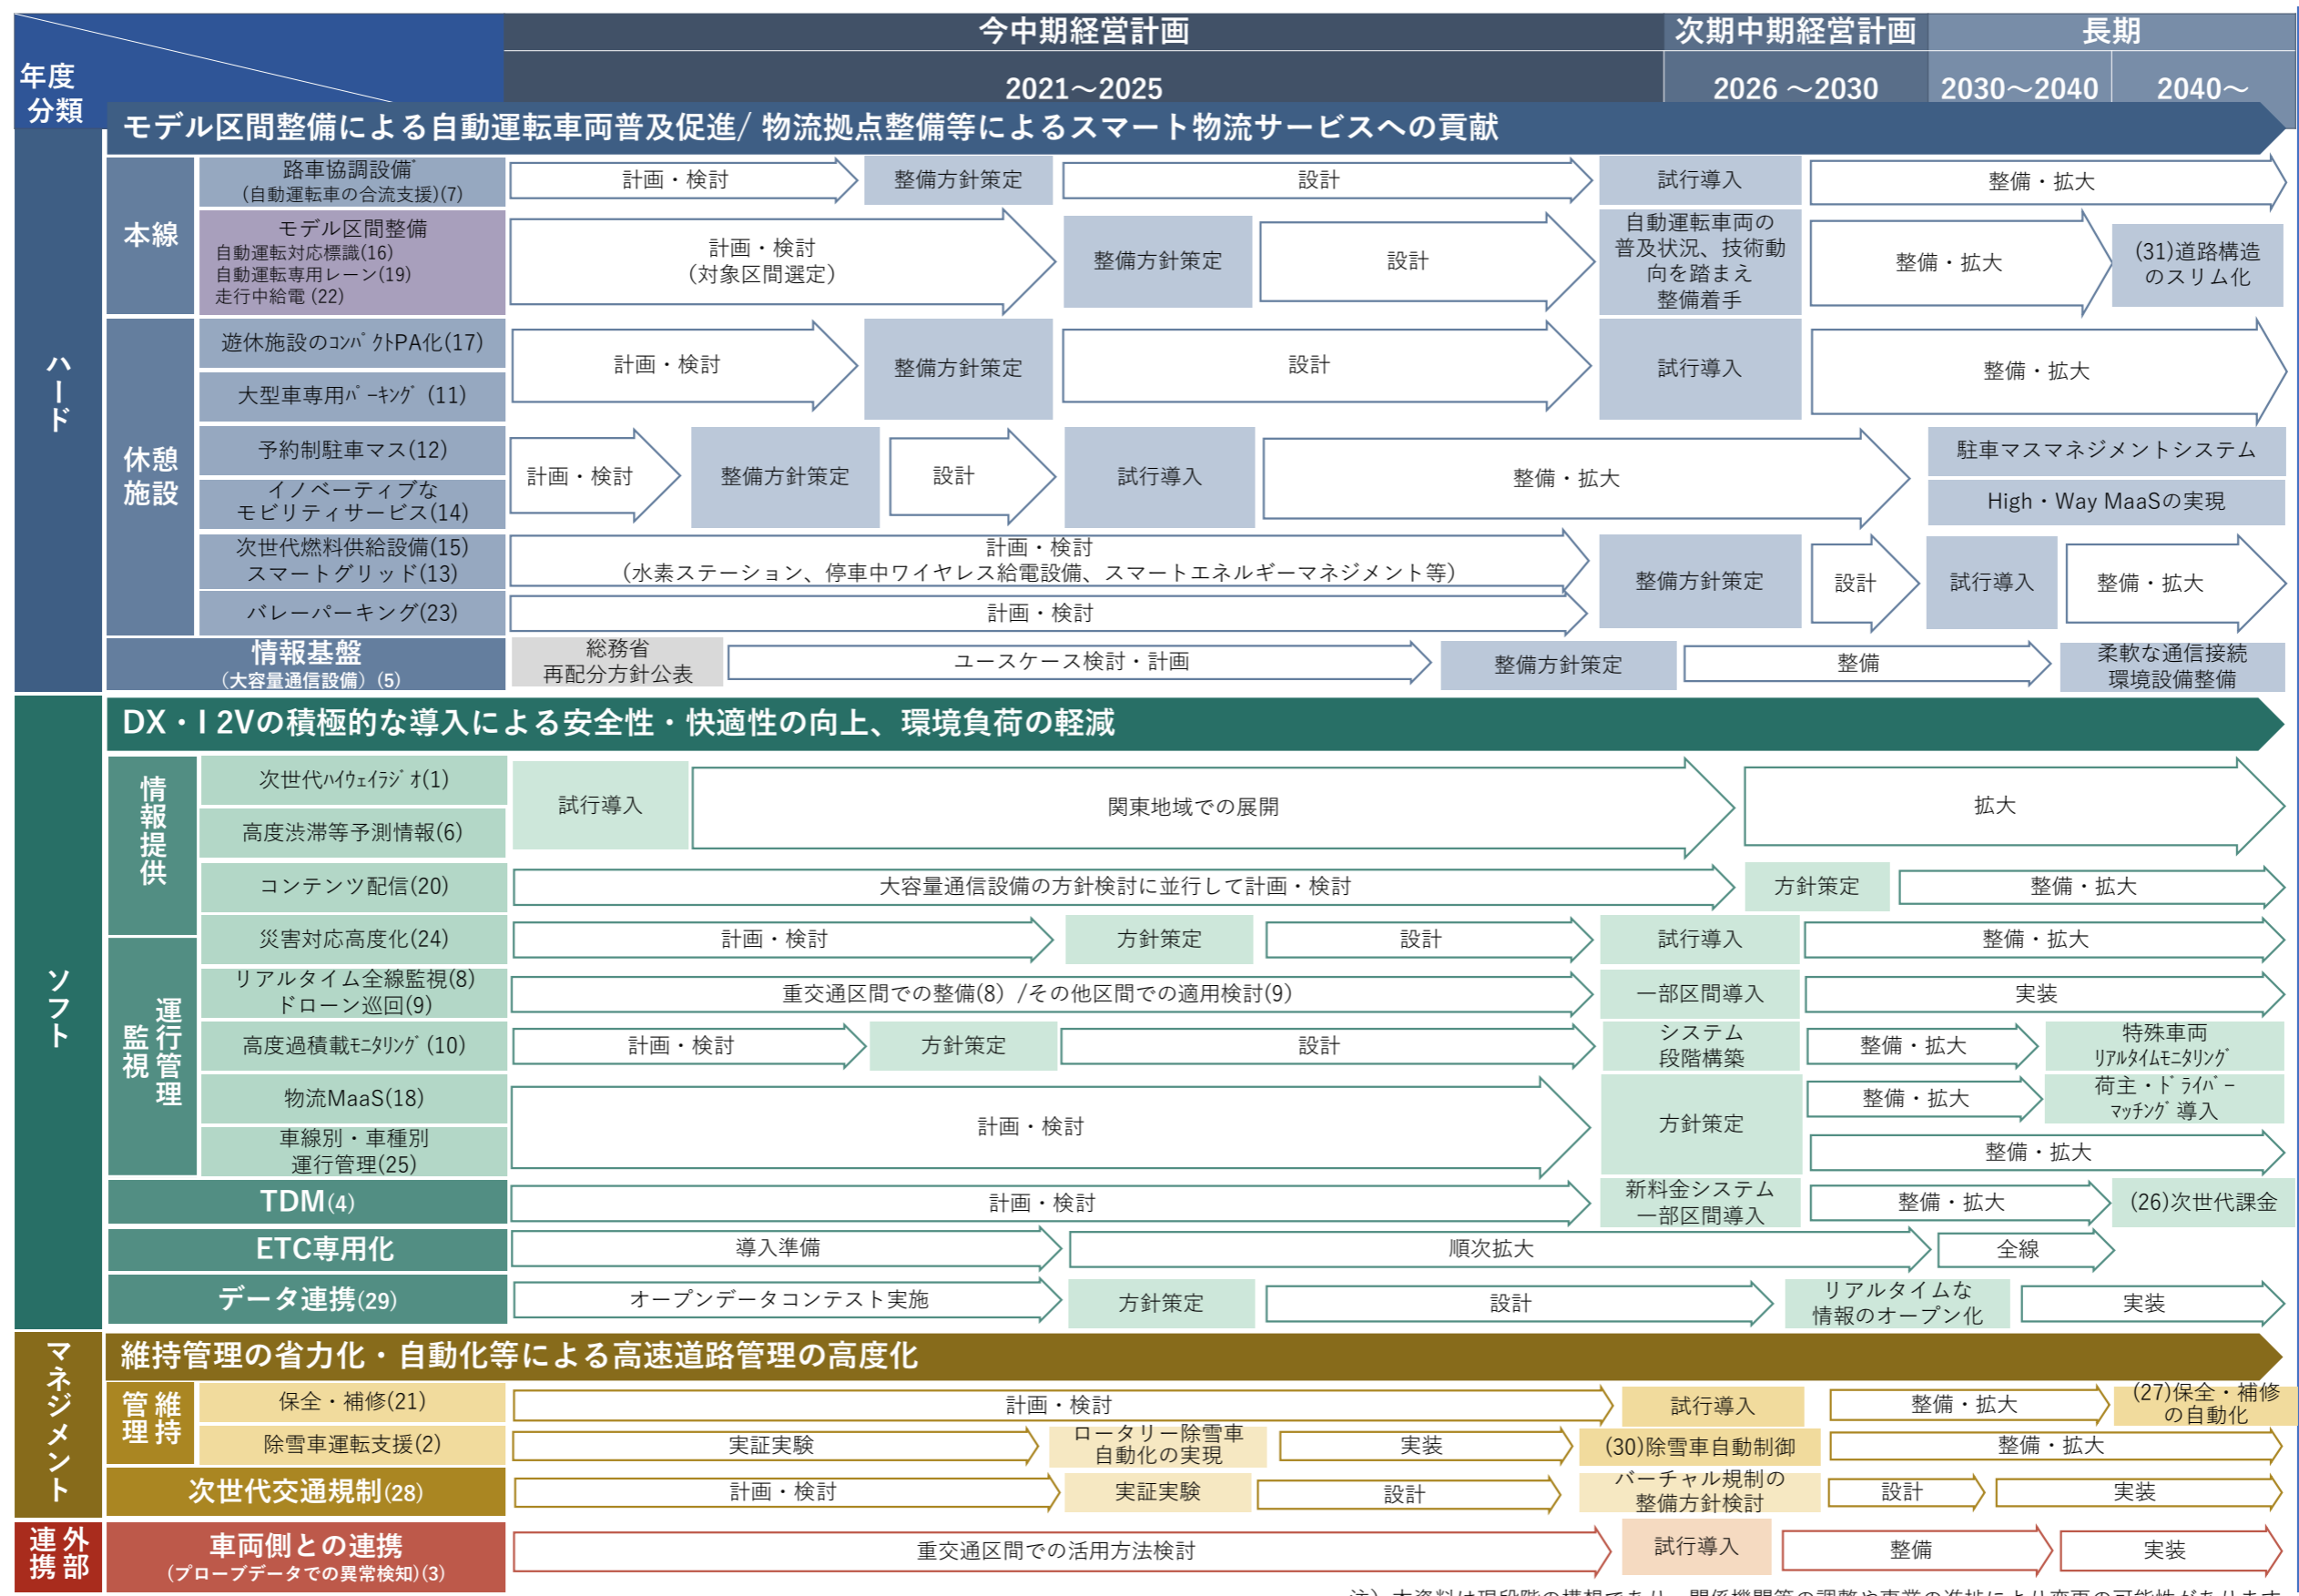 今中期経営計画
次期中期経営計画
長期
年度
分類
2021～2025
2026 ～2030
2030～2040
2040～
ハード
モデル区間整備による自動運転車両普及促進/ 物流拠点整備等によるスマート物流サービスへの貢献
本線
路車協調設備*
(自動運転車の合流支援)(7)
計画・検討
整備方針策定
設計
試行導入
整備・拡大
モデル区間整備
自動運転対応標識(16)
自動運転専用レーン(19)
走行中給電 (22)
計画・検討
（対象区間選定）
整備方針策定
設計
自動運転車両の
普及状況、技術動
向を踏まえ
整備着手
整備・拡大
(31)道路構造
のスリム化
休憩
施設
遊休施設のｺﾝﾊﾟｸﾄPA化(17)
大型車専用ﾊﾟｰｷﾝｸﾞ(11)
計画・検討
整備方針策定
設計
試行導入
整備・拡大
予約制駐車マス(12)
イノベーティブな
モビリティサービス(14)
計画・検討
整備方針策定
設計
試行導入
整備・拡大
駐車マスマネジメントシステム
High・Way MaaSの実現
次世代燃料供給設備(15)
スマートグリッド(13)
計画・検討
（水素ステーション、停車中ワイヤレス給電設備、スマートエネルギーマネジメント等）
バレーパーキング(23)
計画・検討
整備方針策定
設計
試行導入
整備・拡大
情報基盤
（大容量通信設備）(5)
総務省
再配分方針公表
ユースケース検討・計画
整備方針策定
整備
柔軟な通信接続
環境設備整備
ソフト
DX・I 2Vの積極的な導入による安全性・快適性の向上、環境負荷の軽減
情報提供
次世代ﾊｲｳｪｲﾗｼﾞｵ(1)
高度渋滞等予測情報(6)
試行導入
関東地域での展開
拡大
コンテンツ配信(20)
大容量通信設備の方針検討に並行して計画・検討
方針策定
整備・拡大
運行管理
監視
災害対応高度化(24)
計画・検討
方針策定
設計
試行導入
整備・拡大
リアルタイム全線監視(8)
ドローン巡回(9)
重交通区間での整備(8）/その他区間での適用検討(9）
一部区間導入
実装
高度過積載ﾓﾆﾀﾘﾝｸﾞ(10)
計画・検討
方針策定
設計
システム
段階構築
整備・拡大
特殊車両
ﾘｱﾙﾀｲﾑﾓﾆﾀﾘﾝｸﾞ
物流MaaS(18)
車線別・車種別
運行管理(25)
計画・検討
方針策定
整備・拡大
荷主・ﾄﾞﾗｲﾊﾞｰ
ﾏｯﾁﾝｸﾞ導入
整備・拡大
TDM(4)
計画・検討
新料金システム
一部区間導入
整備・拡大
(26)次世代課金
ETC専用化
導入準備
順次拡大
全線
データ連携(29)
オープンデータコンテスト実施
方針策定
設計
リアルタイムな
情報のオープン化
実装
マネジメント
維持管理の省力化・自動化等による高速道路管理の高度化
維持
管理
保全・補修(21)
計画・検討
試行導入
整備・拡大
(27)保全・補修
の自動化
除雪車運転支援(2)
実証実験
ロータリー除雪車
自動化の実現
実装
(30)除雪車自動制御
整備・拡大
次世代交通規制(28)
計画・検討
実証実験
設計
バーチャル規制の
整備方針検討
設計
実装
外部
連携
車両側との連携
(プローブデータでの異常検知)(3)
重交通区間での活用方法検討
試行導入
整備
実装